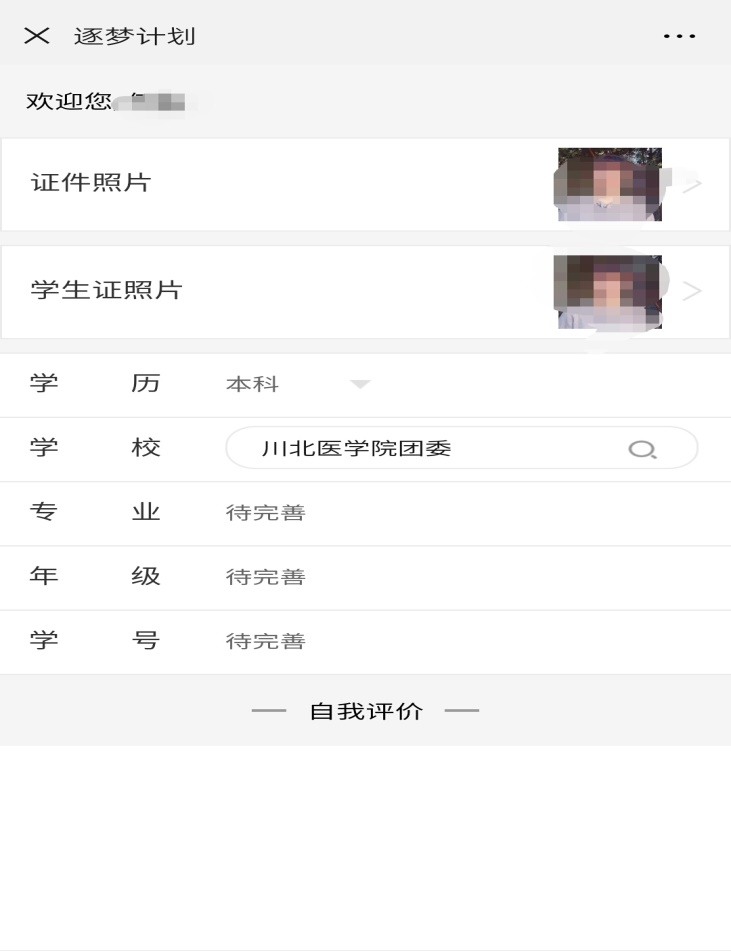 逐梦计划
欢迎您
证件照片
学生证照片
学 历 本科
学 校 川北医学院团委
专 业 待完善
年 级 待完善
学 号 待完善
自我评价